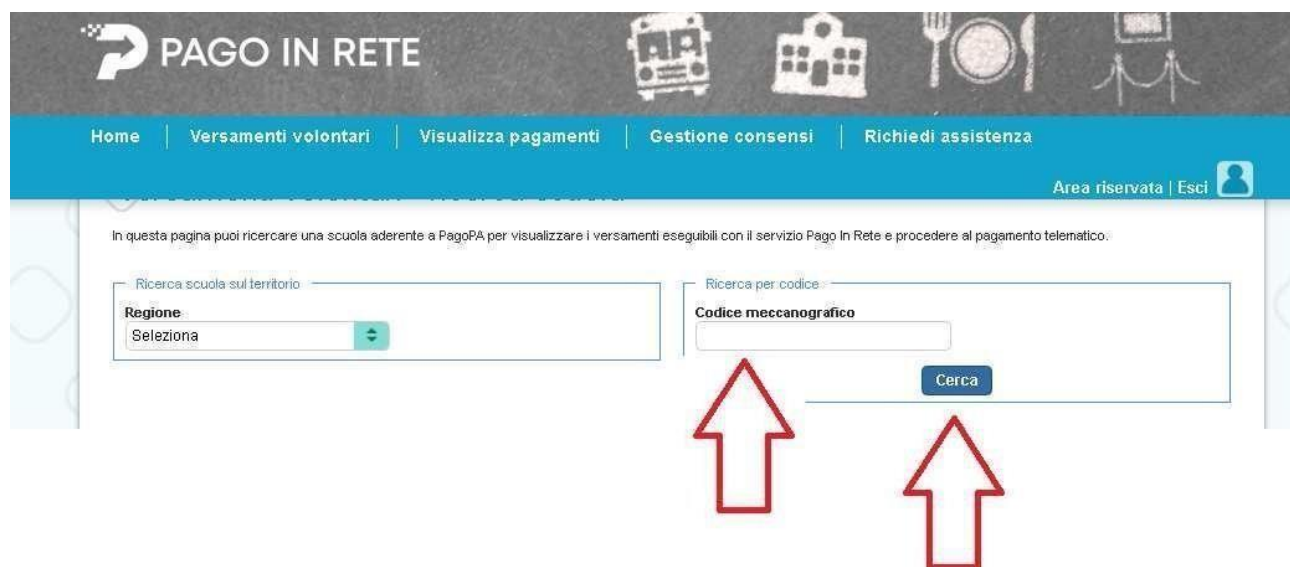 PAGO IN RETE
Home | Versamenti volontari | Visualizza pagamenti | Gestione consensi | Richiedi assistenza
Area riservata | Esci
In questa pagina puoi ricercare una scuola aderente a PagoPA per visualizzare i versamenti eseguibili con il servizio Pago In Rete e procedere al pagamento telematico.
Ricerca scuola sul territorio
Regione
Seleziona
Ricerca per codice
Codice meccanografico
Cerca